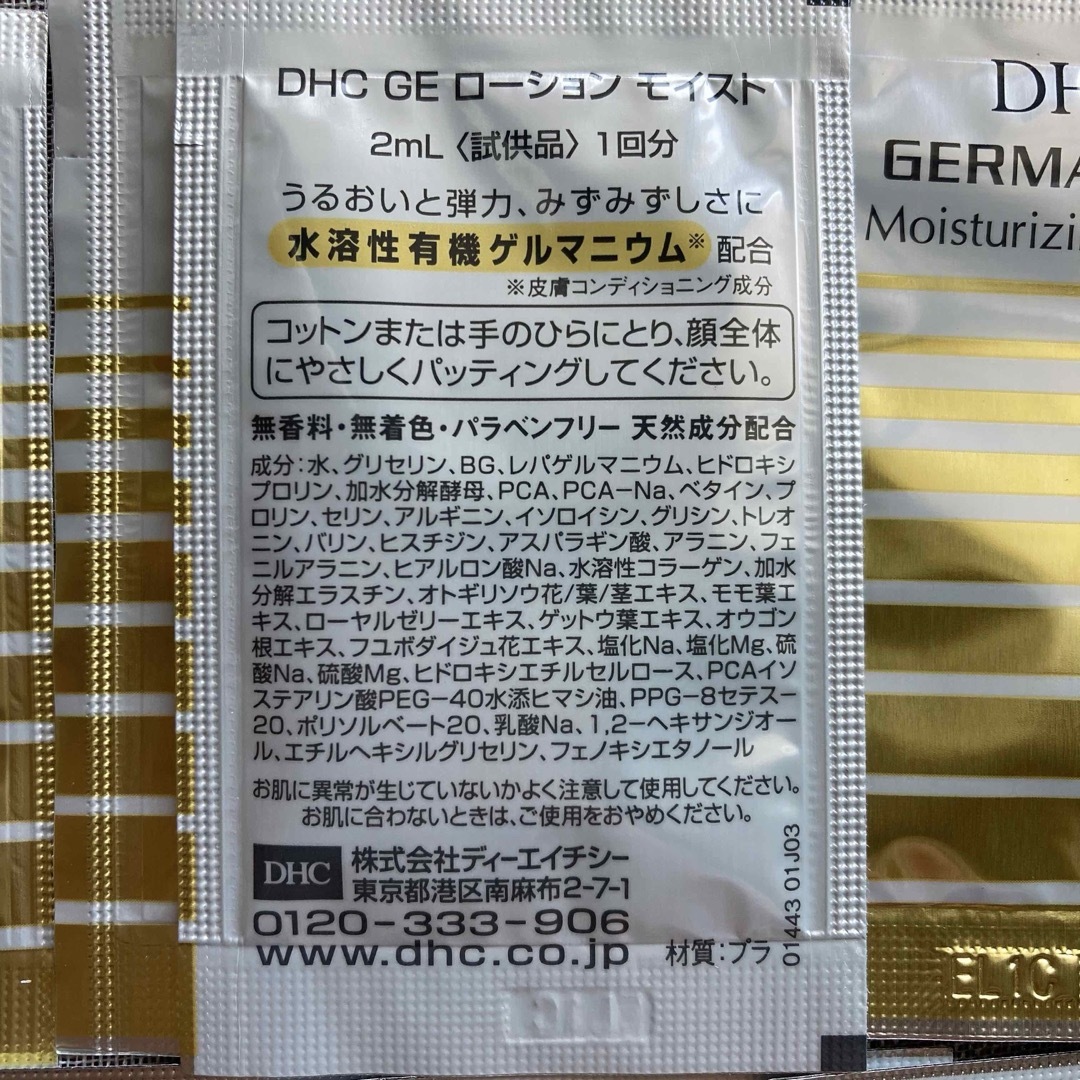 DHC GE ローション モイスト
2mL〈試供品〉1回分
うるおいと弾力、みずみずしさに
水溶性有機ゲルマニウム※ 配合
※皮膚コンディショニング成分
コットンまたは手のひらにとり、顔全体
にやさしくパッティングしてください。
無香料・無着色・パラベンフリー 天然成分配合
成分：水、グリセリン、BG、レパゲルマニウム、ヒドロキシ
プロリン、加水分解酵母、PCA、PCA-Na、ベタイン、プ
ロリン、セリン、アルギニン、イソロイシン、グリシン、トレオ
ニン、バリン、ヒスチジン、アスパラギン酸、アラニン、フェ
ニルアラニン、ヒアルロン酸Na、水溶性コラーゲン、加水
分解エラスチン、オトギリソウ花/葉/茎エキス、モモ葉エ
キス、ローヤルゼリーエキス、ゲットウ葉エキス、オウゴン
根エキス、フユボダイジュ花エキス、塩化Na、塩化Mg、硫
酸Na、硫酸Mg、ヒドロキシエチルセルロース、PCAイソ
ステアリン酸PEG-40水添ヒマシ油、PPG-8セテス-
20、ポリソルベート20、乳酸Na、1,2-ヘキサンジオー
ル、エチルヘキシルグリセリン、フェノキシエタノール
お肌に異常が生じていないかよく注意して使用してください。
お肌に合わないときは、ご使用をおやめください。
DHC 株式会社ディーエイチシー
東京都港区南麻布2-7-1
0120-333-906
www.dhc.co.jp
材質：プラ
01443 01J03
DH
GERMA
Moisturizi
EL1C